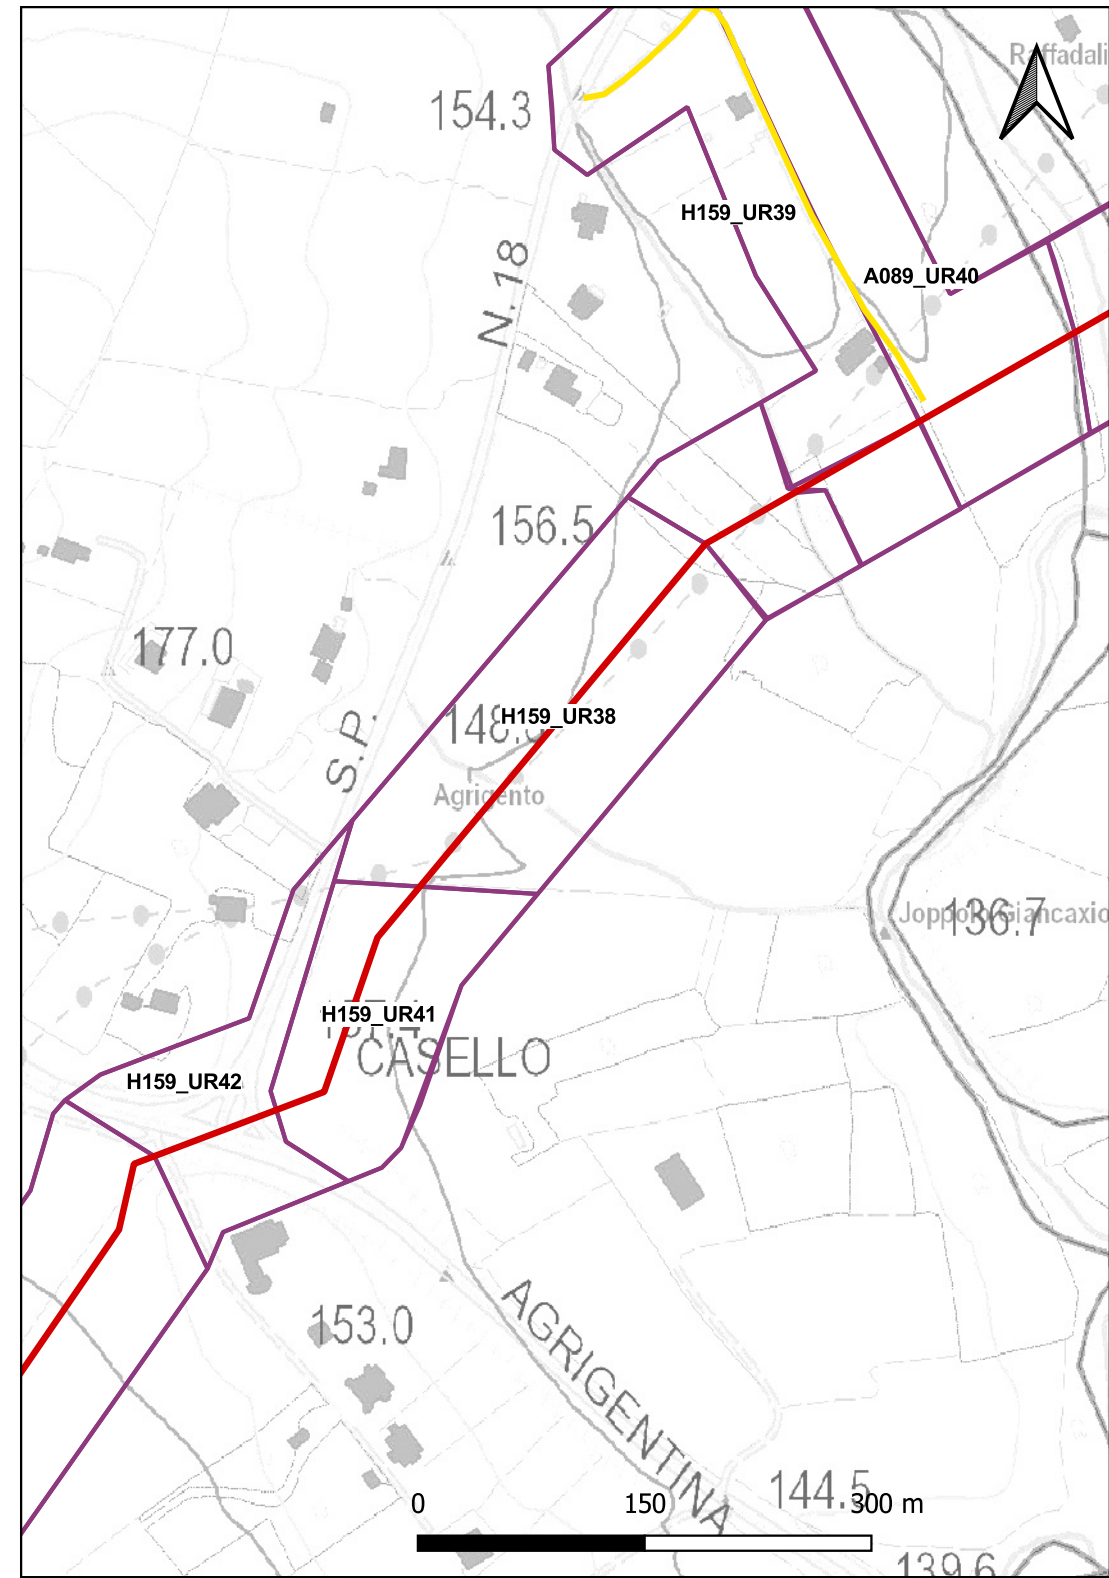 Raffadali
154.3
H159_UR39
A089_UR40
N. 18
156.5
177.0
H159_UR38
S.P.
Agrigento
Joppolo Giancaxio
136.7
H159_UR41
CASELLO
H159_UR42
153.0
AGRIGENTINA
144.5
0 150 300 m
139.6